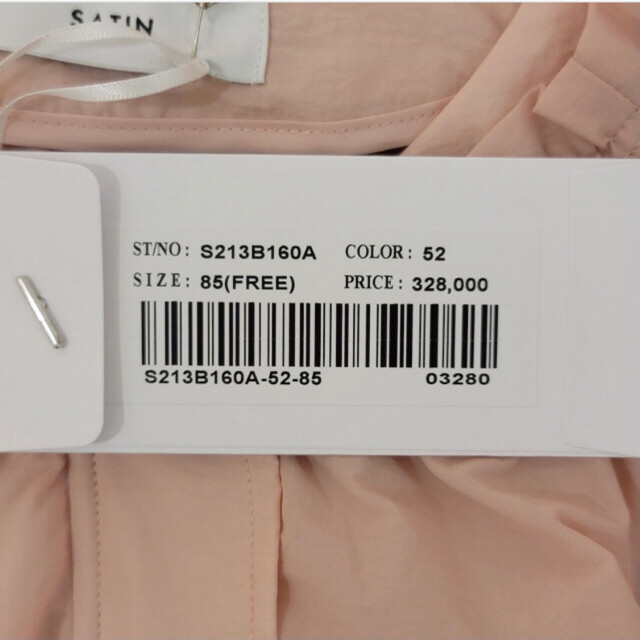 SATIN
ST/NO: S213B160A COLOR: 52
SIZE: 85(FREE) PRICE: 328,000
S213B160A-52-85 03280